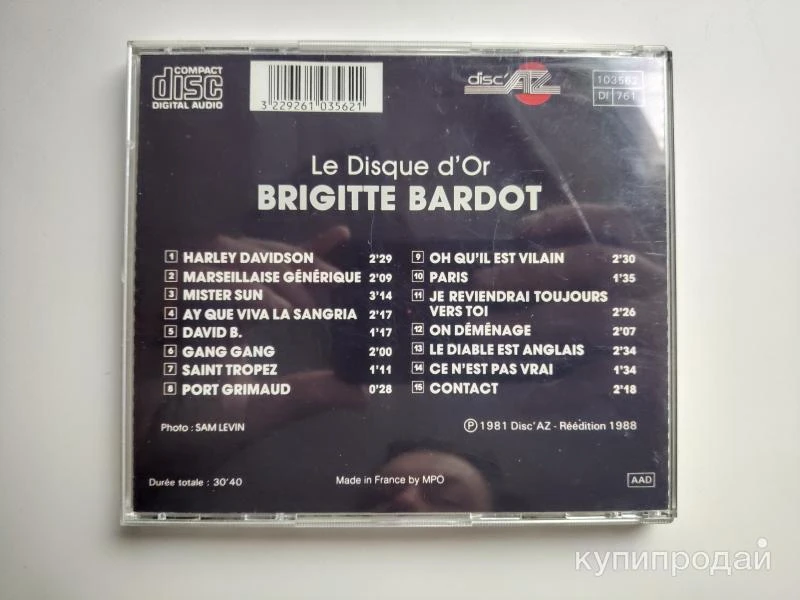 COMPACT
disc
DIGITAL AUDIO
3 229261 035621
disc'AZ
103562
Df 761
Le Disque d'Or
BRIGITTE BARDOT
1 HARLEY DAVIDSON 2'29
2 MARSEILLAISE GÉNÉRIQUE 2'09
3 MISTER SUN 3'14
4 AY QUE VIVA LA SANGRIA 2'17
5 DAVID B. 1'17
6 GANG GANG 2'00
7 SAINT TROPEZ 1'11
8 PORT GRIMAUD 0'28
9 OH QU'IL EST VILAIN 2'30
10 PARIS 1'35
11 JE REVIENDRAI TOUJOURS
VERS TOI 2'26
12 ON DÉMÉNAGE 2'07
13 LE DIABLE EST ANGLAIS 2'34
14 CE N'EST PAS VRAI 1'34
15 CONTACT 2'18
Photo : SAM LEVIN
Ⓟ 1981 Disc'AZ - Réédition 1988
Durée totale : 30'40
Made in France by MPO
AAD
купипродай